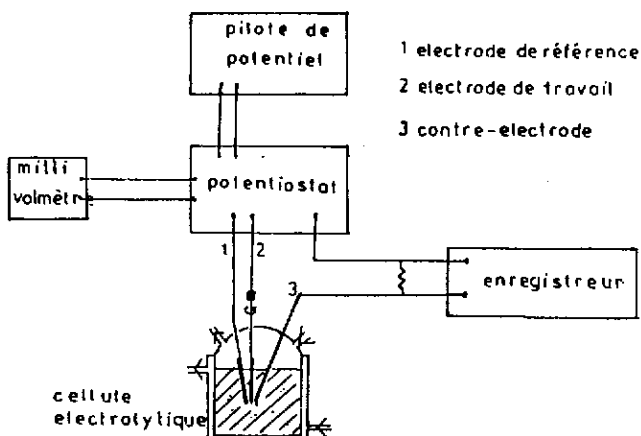 pilote de
potentiel
1 electrode de référence
2 electrode de travail
3 contre-electrode
milli
volmètr
potentiostat
1
2
3
enregistreur
cellule
electrolytique